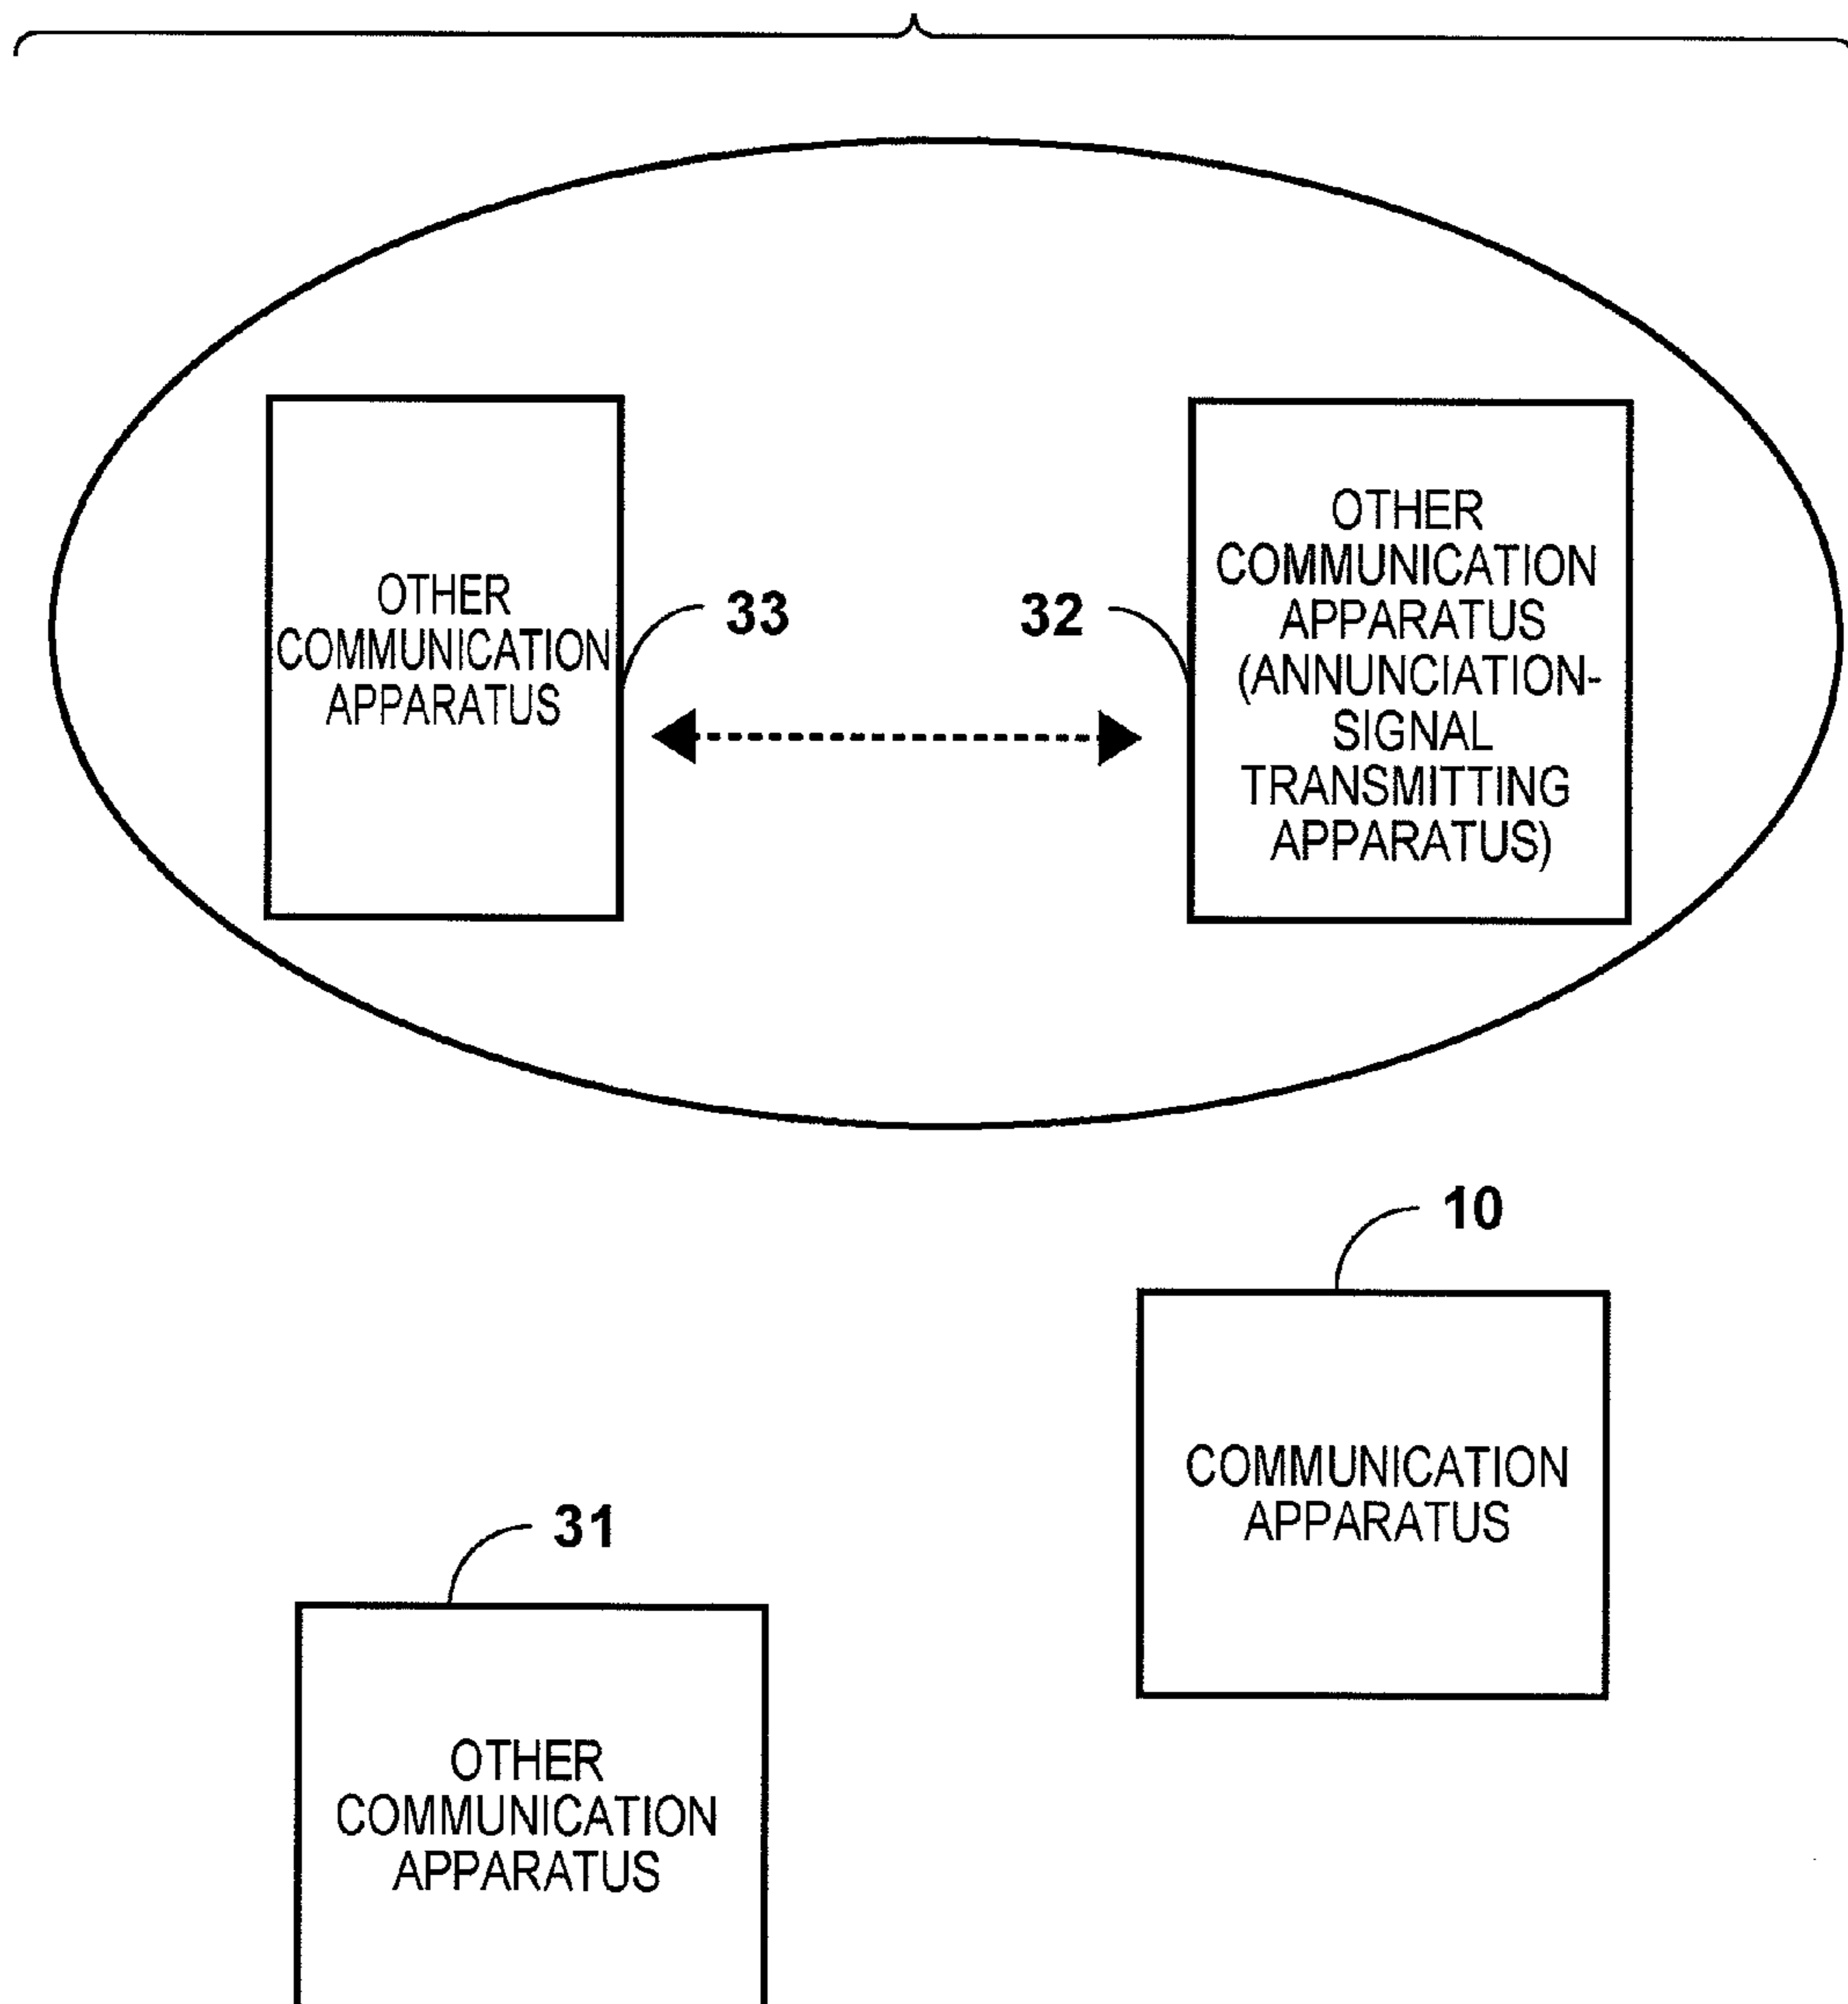 OTHER
COMMUNICATION
APPARATUS
33
32
OTHER
COMMUNICATION
APPARATUS
(ANNUNCIATION-
SIGNAL
TRANSMITTING
APPARATUS)
10
COMMUNICATION
APPARATUS
31
OTHER
COMMUNICATION
APPARATUS